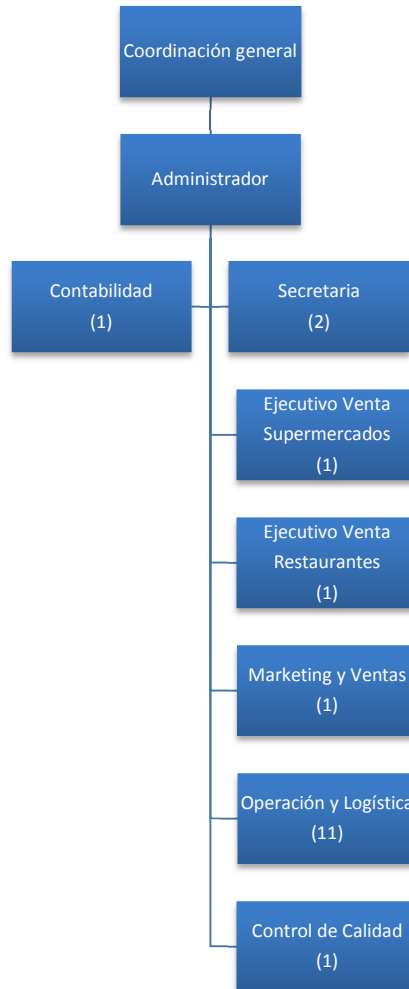 Coordinación general
Administrador
Contabilidad
(1)
Secretaria
(2)
Ejecutivo Venta
Supermercados
(1)
Ejecutivo Venta
Restaurantes
(1)
Marketing y Ventas
(1)
Operación y Logística
(11)
Control de Calidad
(1)